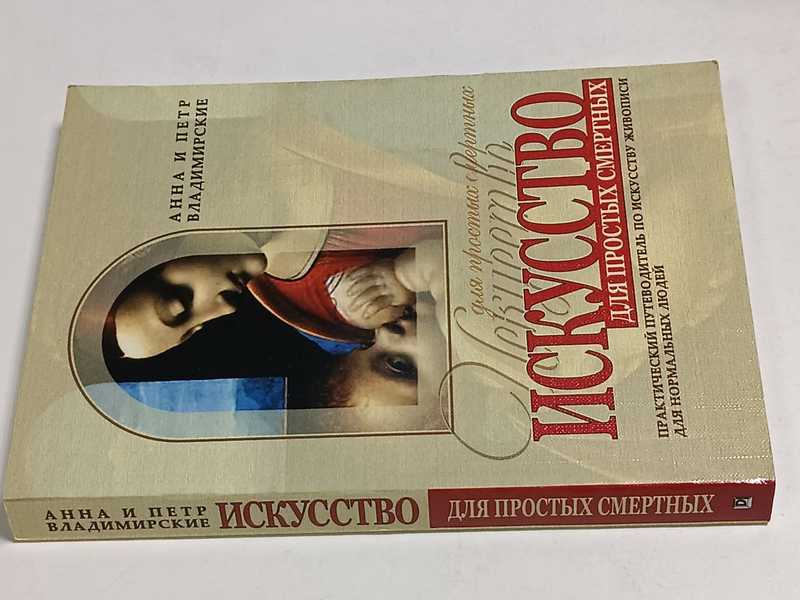 АННА И ПЕТР
ВЛАДИМИРСКИЕ
для простых смертных
Искусство
ИСКУССТВО
ДЛЯ ПРОСТЫХ СМЕРТНЫХ
ПРАКТИЧЕСКИЙ ПУТЕВОДИТЕЛЬ ПО ИСКУССТВУ ЖИВОПИСИ
ДЛЯ НОРМАЛЬНЫХ ЛЮДЕЙ
АННА И ПЕТР
ВЛАДИМИРСКИЕ
ИСКУССТВО
ДЛЯ ПРОСТЫХ СМЕРТНЫХ